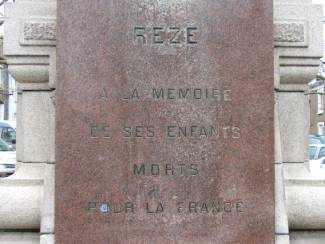 REZE
A LA MEMOIRE
DE SES ENFANTS
MORTS
POUR LA FRANCE